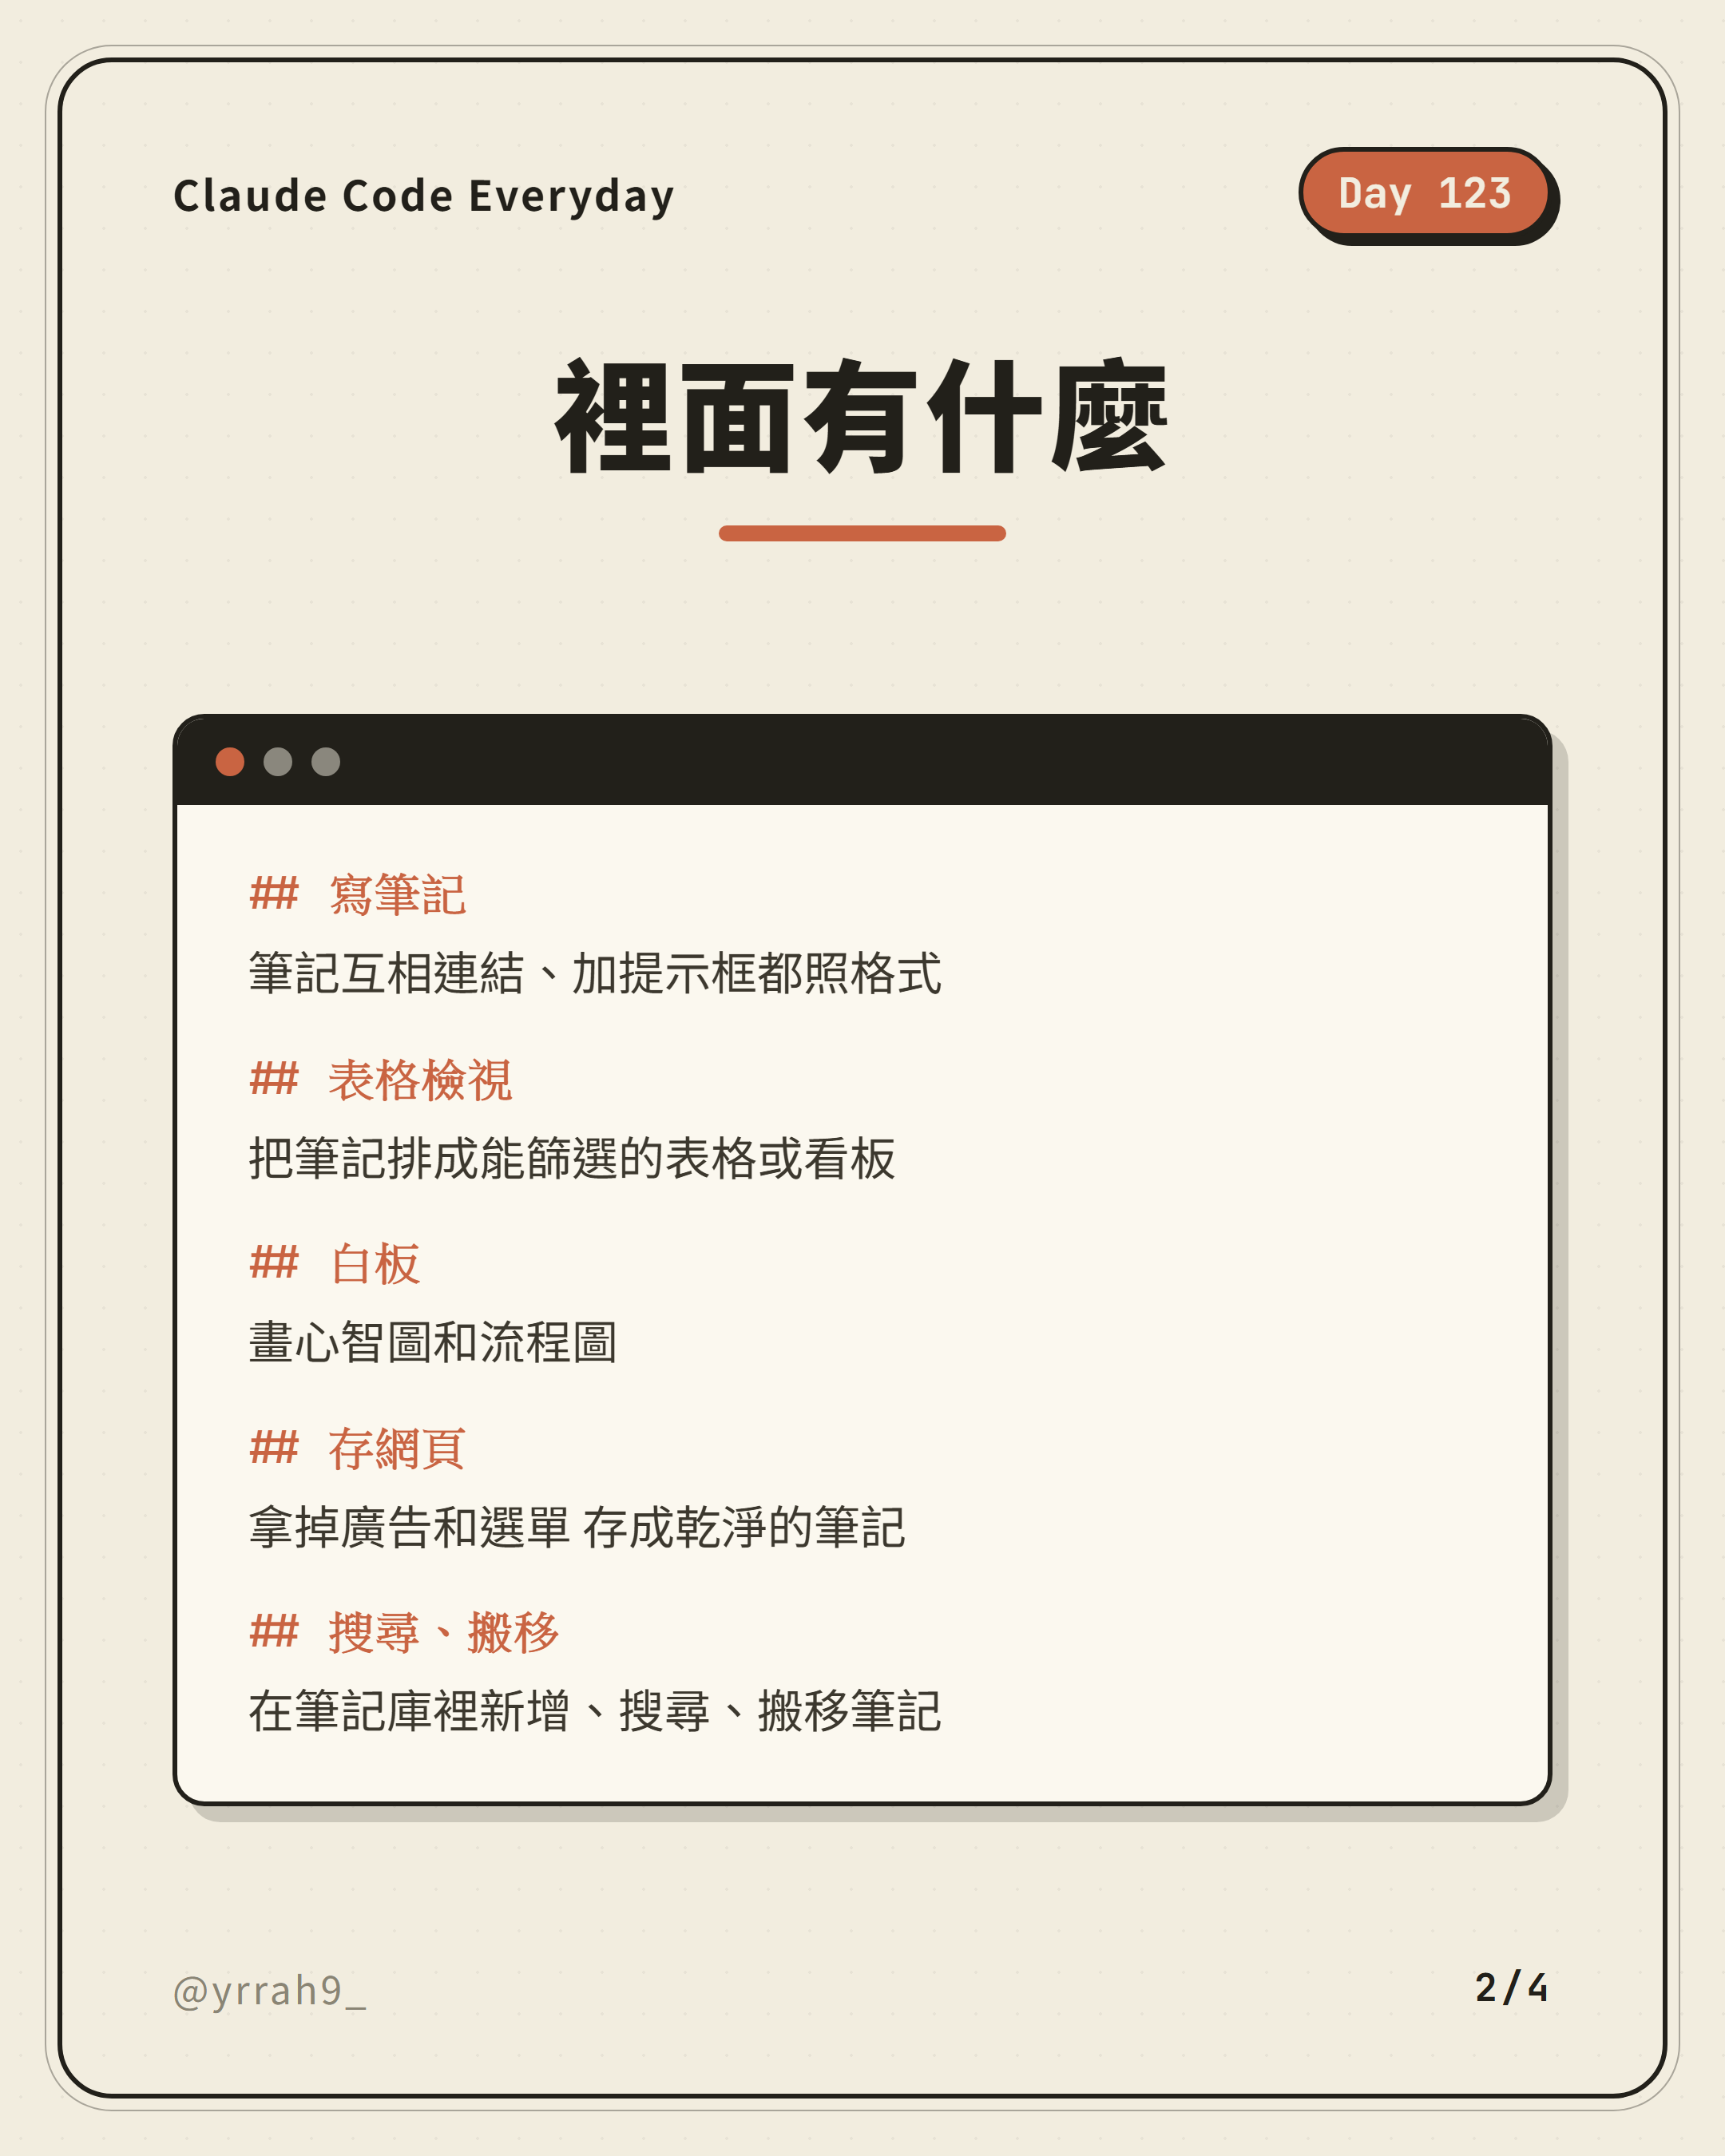 Claude Code Everyday
Day 123
裡面有什麼
## 寫筆記
筆記互相連結、加提示框都照格式
## 表格檢視
把筆記排成能篩選的表格或看板
## 白板
畫心智圖和流程圖
## 存網頁
拿掉廣告和選單 存成乾淨的筆記
## 搜尋、搬移
在筆記庫裡新增、搜尋、搬移筆記
@yrrah9_
2/4